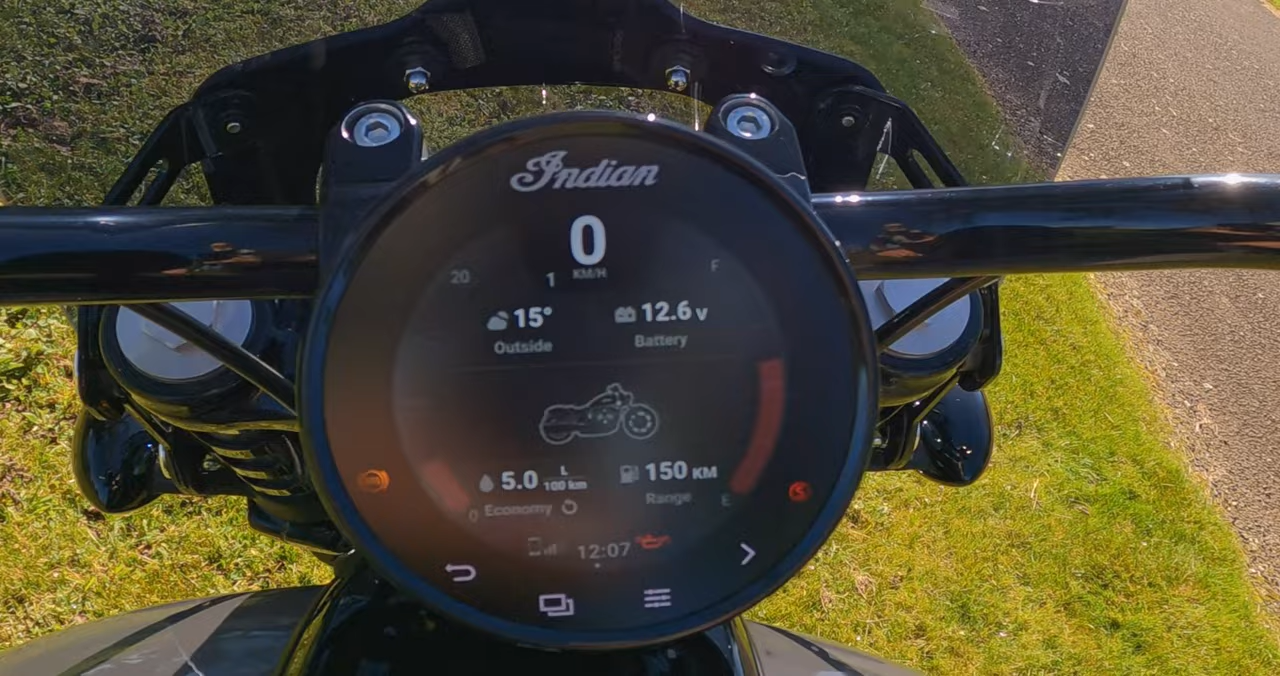 Indian
0
KM/H
20
1
F
15°
12.6 V
Outside
Battery
5.0 L
100 km
150 KM
0 Economy
Range
E
12:07